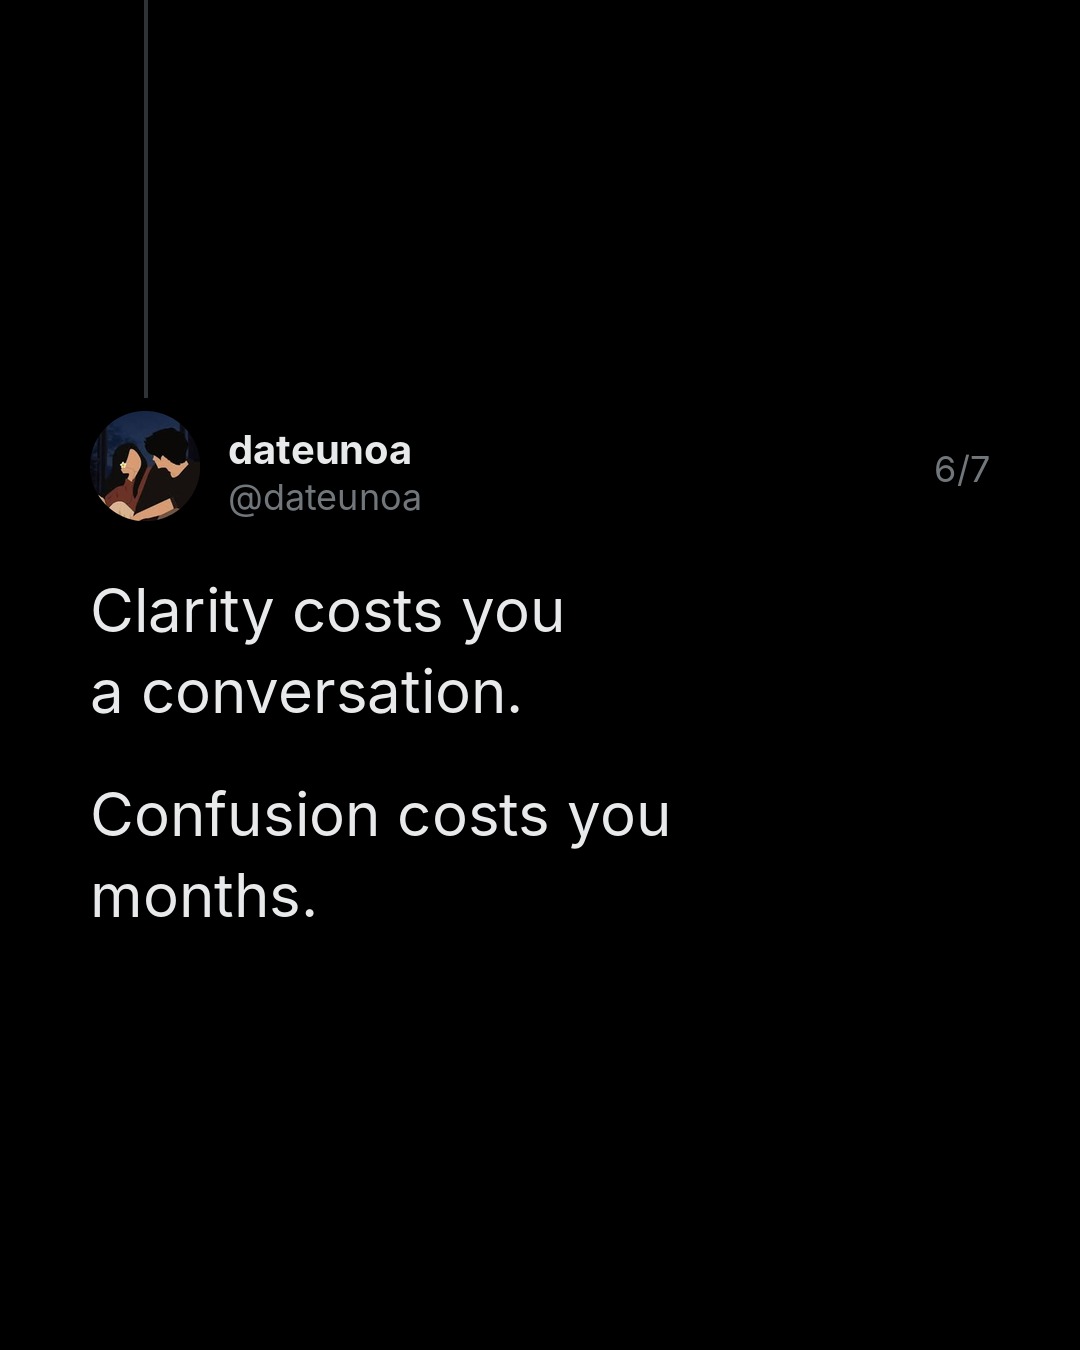 dateunoa
@dateunoa
6/7
Clarity costs you
a conversation.
Confusion costs you
months.